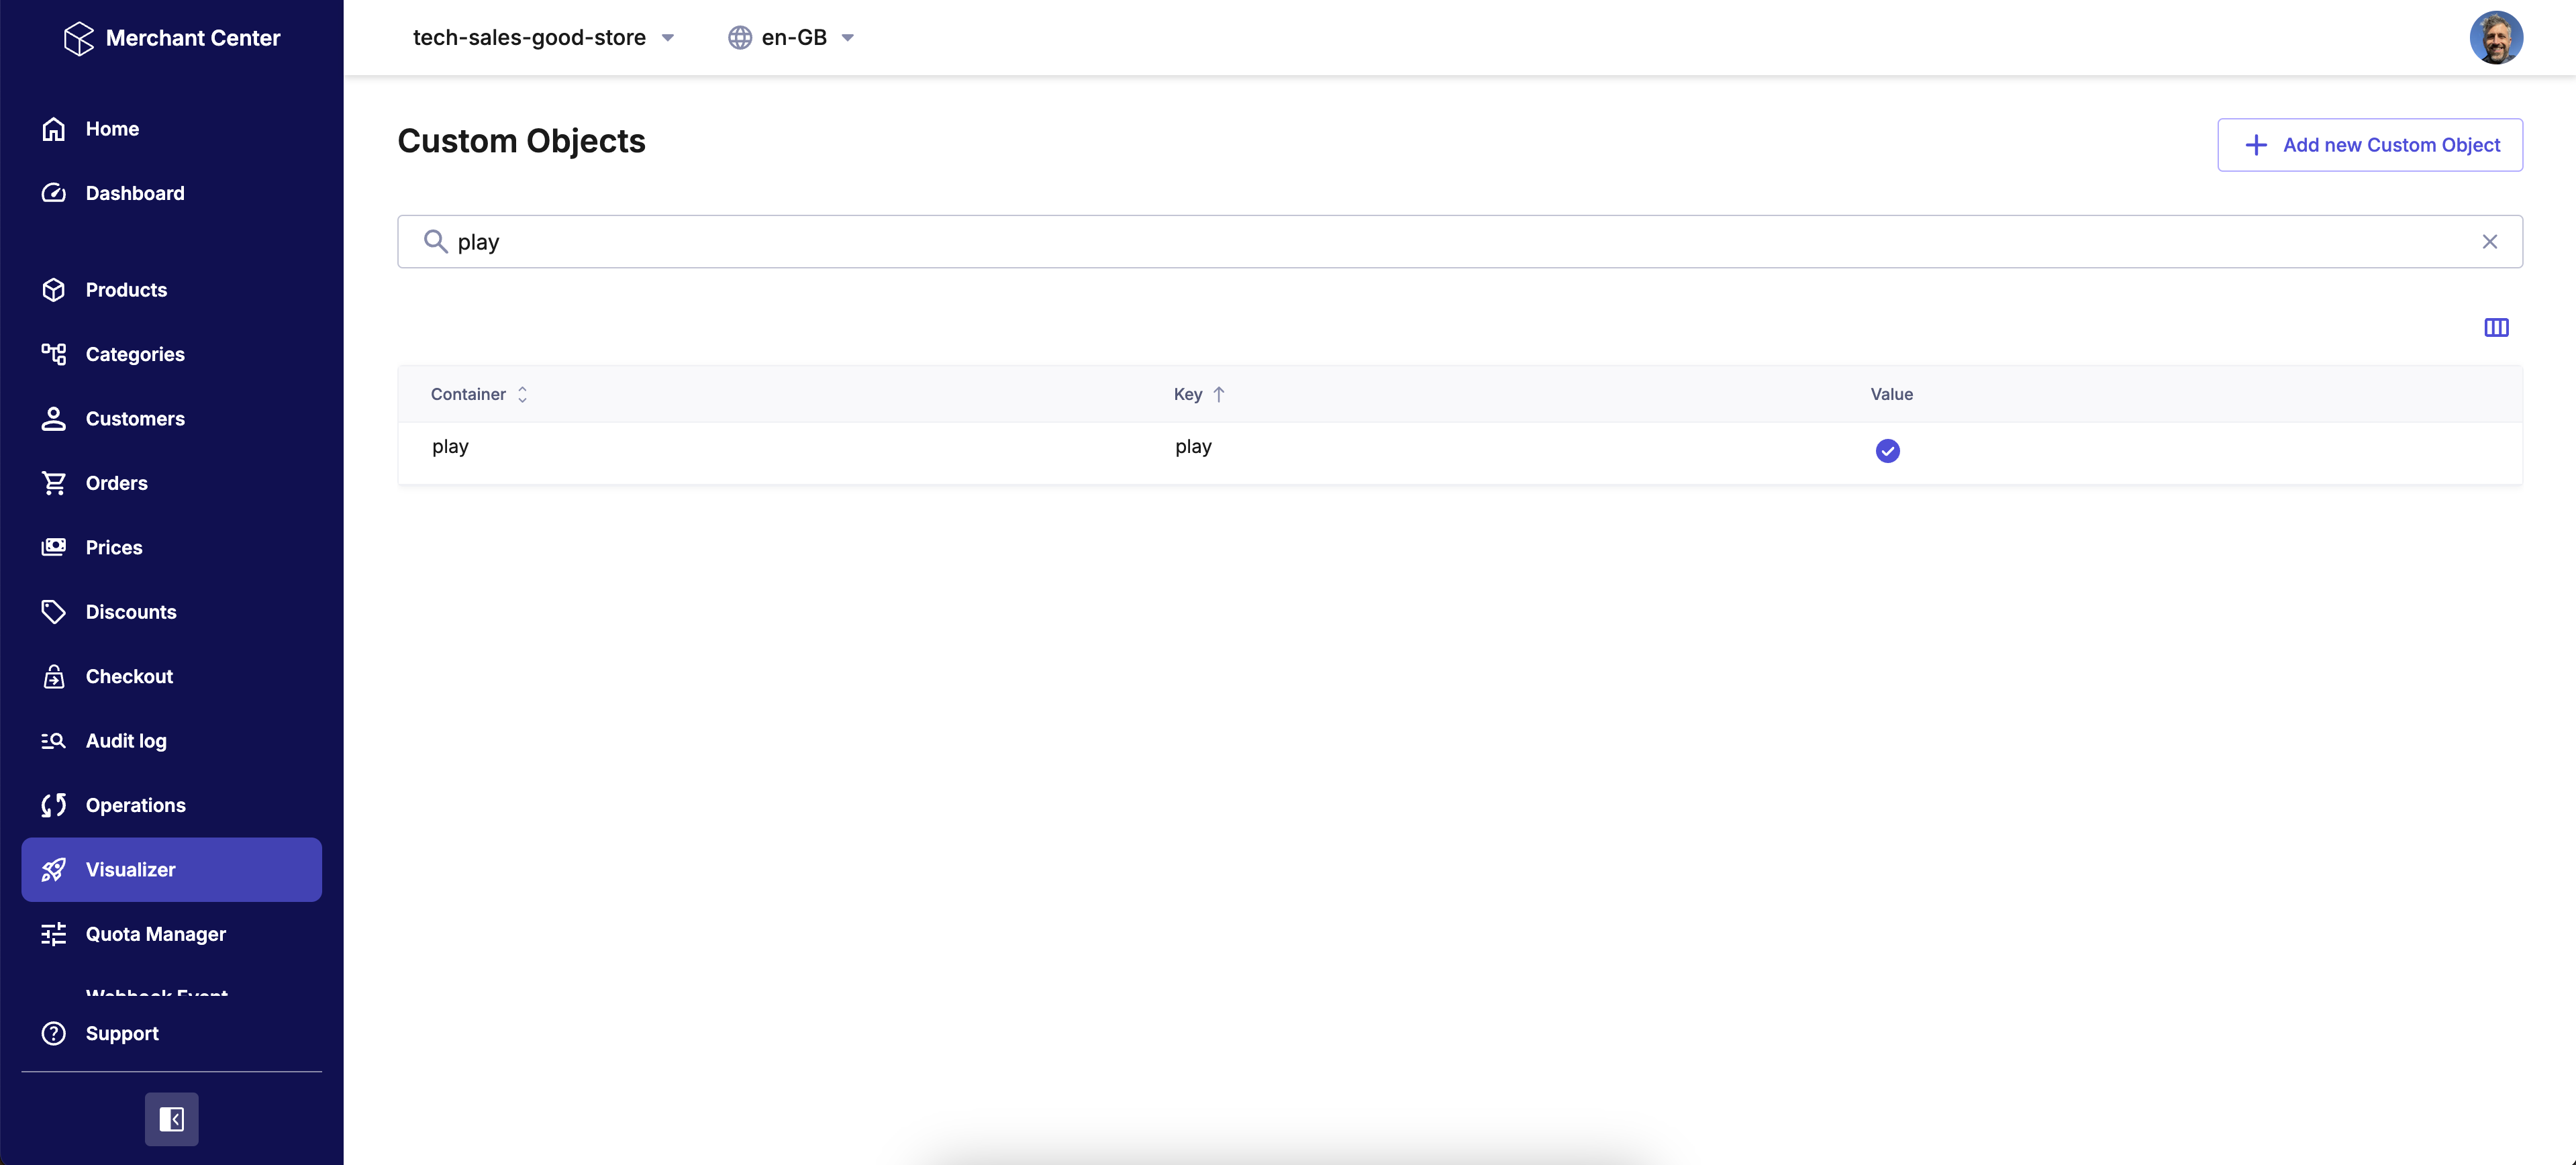 Merchant Center
tech-sales-good-store
en-GB
Home
Dashboard
Products
Categories
Customers
Orders
Prices
Discounts
Checkout
Audit log
Operations
Visualizer
Quota Manager
Webhook Event
Support
Custom Objects
Add new Custom Object
play
Container Key Value
play play